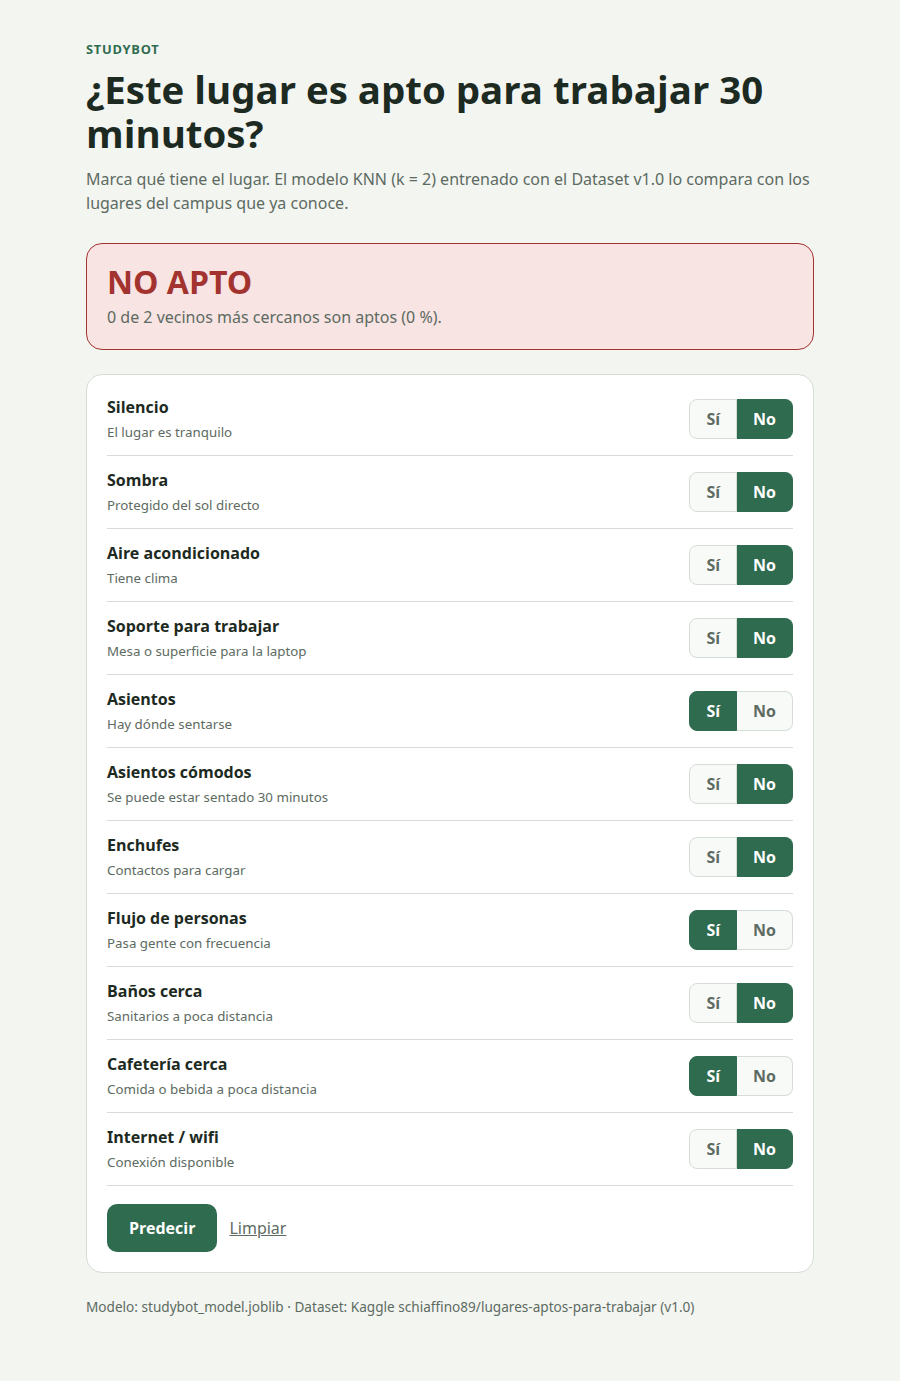 STUDYBOT
¿Este lugar es apto para trabajar 30
minutos?
Marca qué tiene el lugar. El modelo KNN (k = 2) entrenado con el Dataset v1.0 lo compara con los
lugares del campus que ya conoce.
NO APTO
0 de 2 vecinos más cercanos son aptos (0 %).
Silencio
El lugar es tranquilo
Sí No
Sombra
Protegido del sol directo
Sí No
Aire acondicionado
Tiene clima
Sí No
Soporte para trabajar
Mesa o superficie para la laptop
Sí No
Asientos
Hay dónde sentarse
Sí No
Asientos cómodos
Se puede estar sentado 30 minutos
Sí No
Enchufes
Contactos para cargar
Sí No
Flujo de personas
Pasa gente con frecuencia
Sí No
Baños cerca
Sanitarios a poca distancia
Sí No
Cafetería cerca
Comida o bebida a poca distancia
Sí No
Internet / wifi
Conexión disponible
Sí No
Predecir Limpiar
Modelo: studybot_model.joblib · Dataset: Kaggle schiaffino89/lugares-aptos-para-trabajar (v1.0)